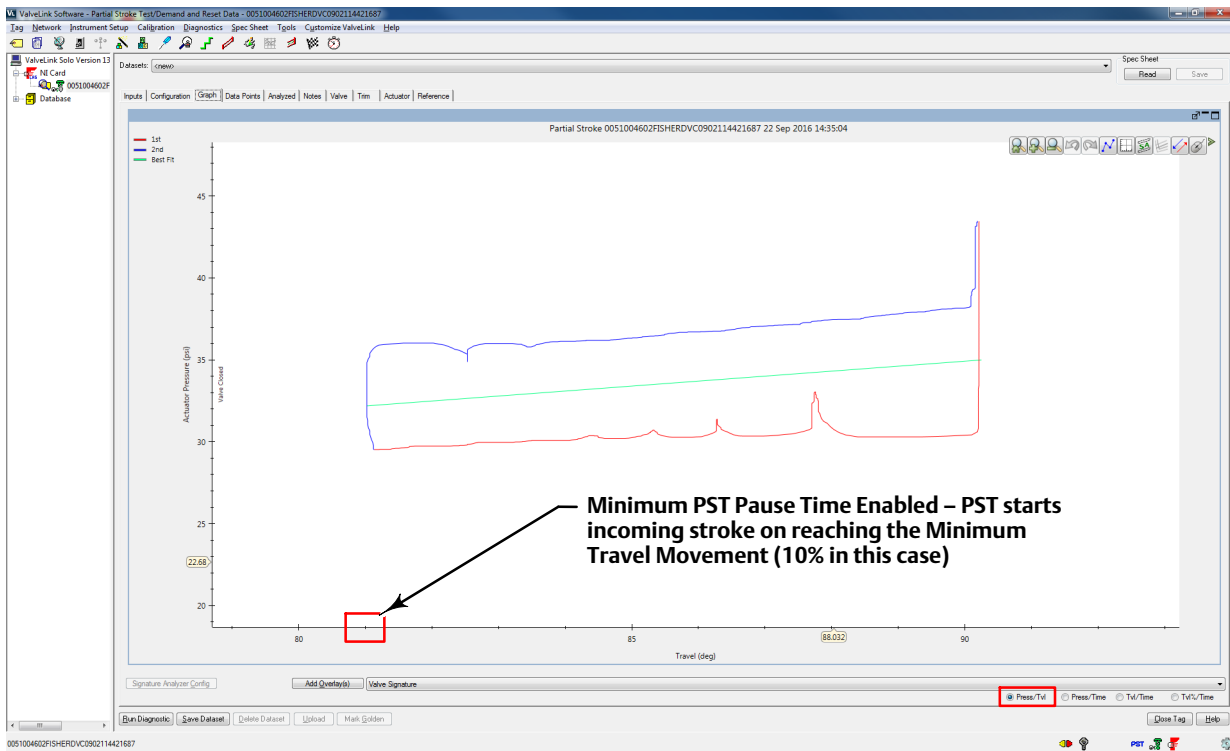 ValveLink Software - Partial Stroke Test/Demand and Reset Data - 0051004602FISHERDVC0902114421687
Tag Network Instrument Setup Calibration Diagnostics Spec Sheet Tools Customize ValveLink Help
ValveLink Solo Version 13
NI Card
0051004602F
Database
Datasets: <new>
Spec Sheet
Read Save
Inputs Configuration Graph Data Points Analyzed Notes Valve Trim Actuator Reference
Partial Stroke 0051004602FISHERDVC0902114421687 22 Sep 2016 14:35:04
1st
2nd
Best Fit
45
40
35
30
25
22.68
20
Actuator Pressure (psi)
Valve Closed
Minimum PST Pause Time Enabled – PST starts
incoming stroke on reaching the Minimum
Travel Movement (10% in this case)
80 85 88.032 90
Travel (deg)
Signature Analyzer Config Add Overlay(s) Valve Signature
Press/Tvl Press/Time Tvl/Time Tvl%/Time
Run Diagnostic Save Dataset Delete Dataset Upload Mark Golden Close Tag Help
0051004602FISHERDVC0902114421687 PST